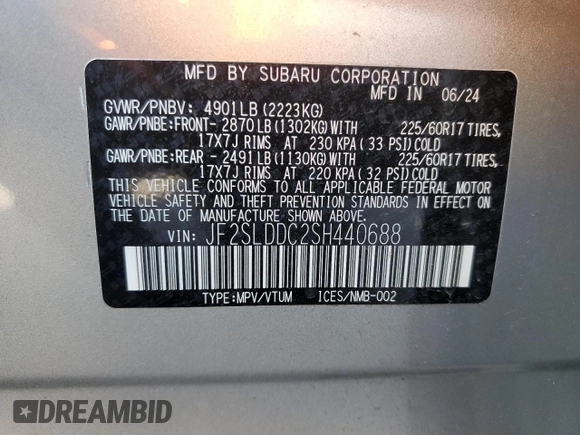 MFD BY SUBARU CORPORATION
MFD IN 06/24
GVWR/PNBV: 4901LB (2223KG)
GAWR/PNBE:FRONT- 2870LB (1302KG)WITH 225/60R17 TIRES,
17X7J RIMS AT 230 KPA (33 PSI)COLD
GAWR/PNBE:REAR - 2491LB (1130KG)WITH 225/60R17 TIRES,
17X7J RIMS AT 220 KPA (32 PSI)COLD
THIS VEHICLE CONFORMS TO ALL APPLICABLE FEDERAL MOTOR
VEHICLE SAFETY AND THEFT PREVENTION STANDARDS IN EFFECT ON
THE DATE OF MANUFACTURE SHOWN ABOVE.
VIN: JF2SLDDC2SH440688
TYPE:MPV/VTUM ICES/NMB-002
DREAMBID